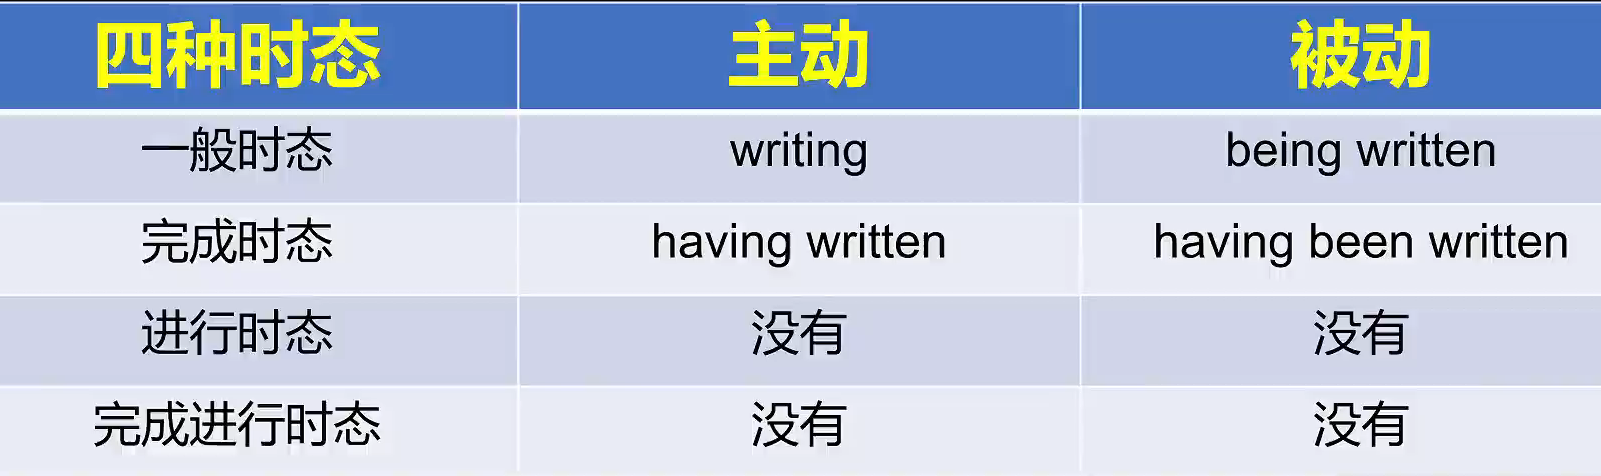 四种时态 主动 被动
一般时态 writing being written
完成时态 having written having been written
进行时态 没有 没有
完成进行时态 没有 没有